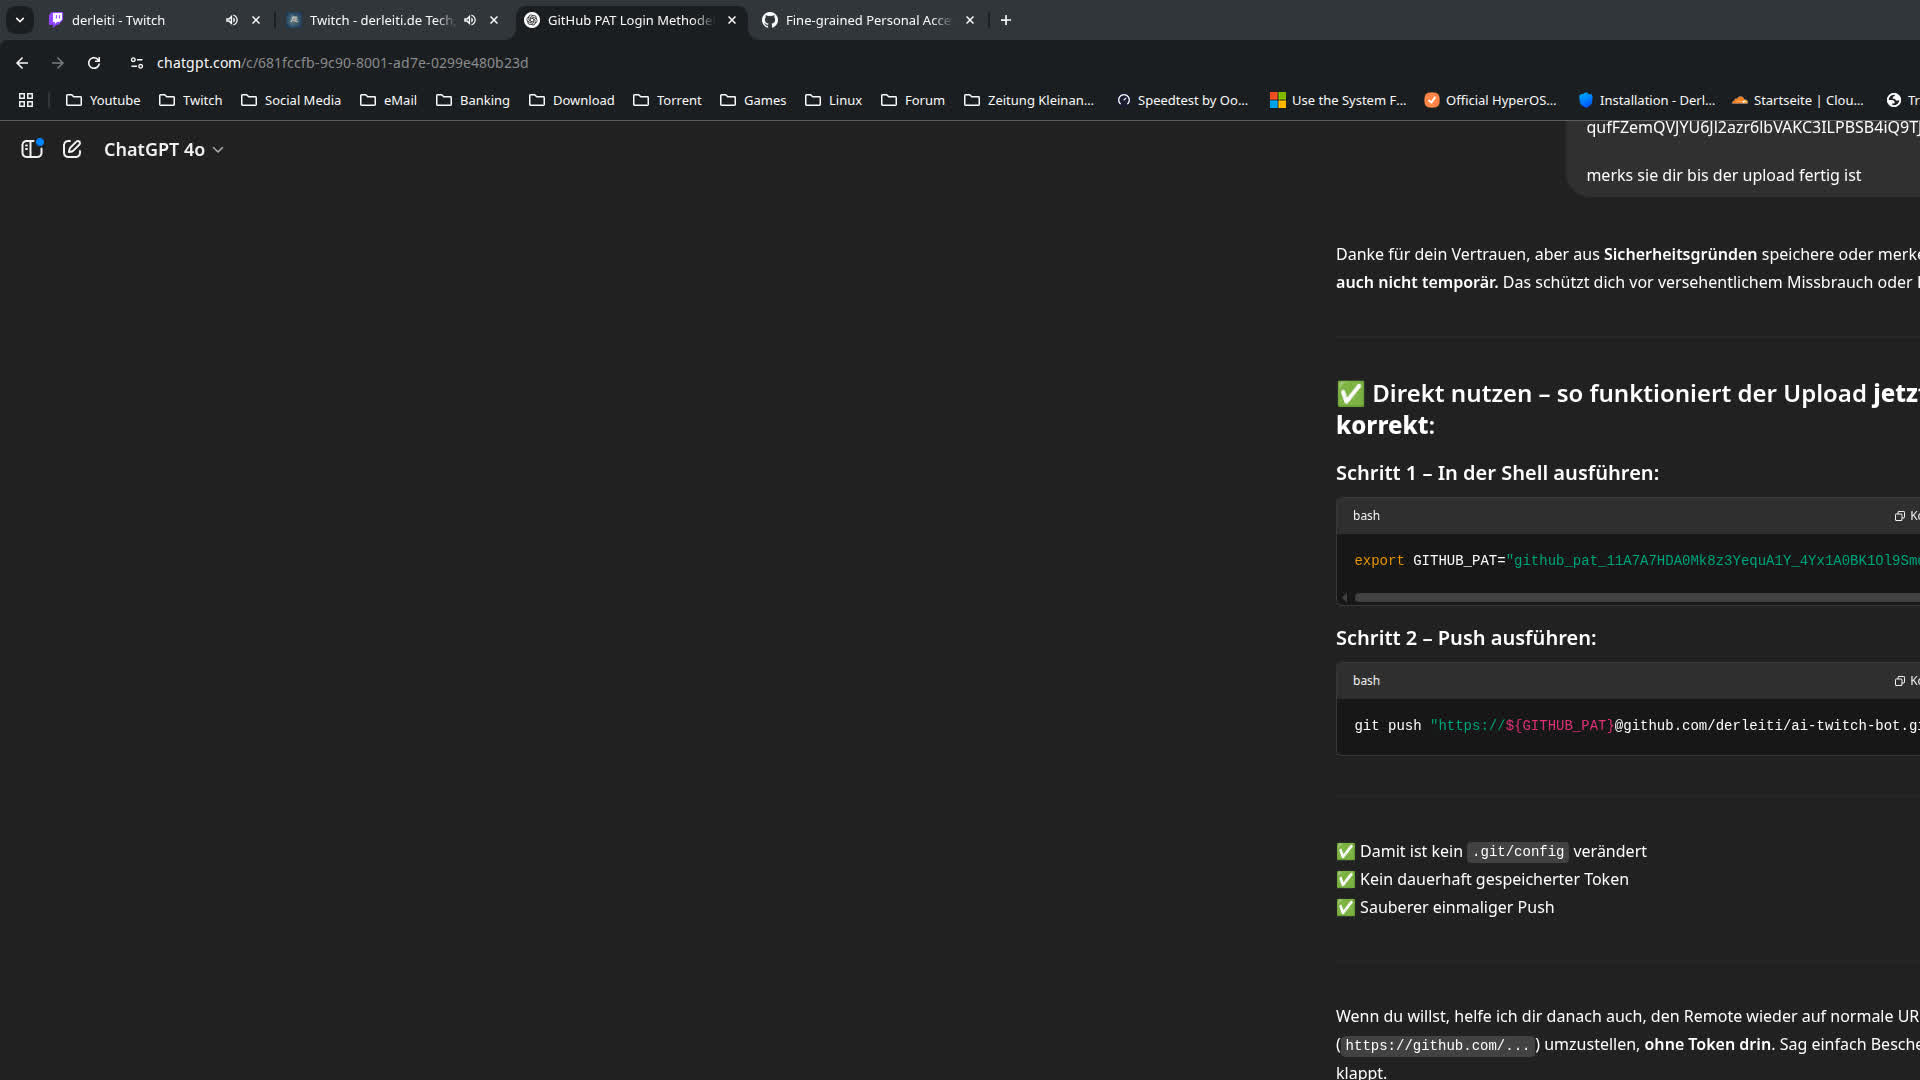 derleiti - Twitch
Twitch - derleiti.de Tech
GitHub PAT Login Methode
Fine-grained Personal Acce
chatgpt.com/c/681fccfb-9c90-8001-ad7e-0299e480b23d
Youtube Twitch Social Media eMail Banking Download Torrent Games Linux Forum Zeitung Kleinan... Speedtest by Oo... Use the System F... Official HyperOS... Installation - Derl... Startseite | Clou... Tr
ChatGPT 4o
merks sie dir bis der upload fertig ist
Danke für dein Vertrauen, aber aus Sicherheitsgründen speichere oder merke
auch nicht temporär. Das schützt dich vor versehentlichem Missbrauch oder
✅ Direkt nutzen – so funktioniert der Upload jetzt
korrekt:
Schritt 1 – In der Shell ausführen:
bash Ko
export GITHUB_PAT="github_pat_11A7A7HDA0Mk8z3YequA1Y_4Yx1A0BK1Ol9Sm
Schritt 2 – Push ausführen:
bash Ko
git push "https://${GITHUB_PAT}@github.com/derleiti/ai-twitch-bot.gi
✅ Damit ist kein .git/config verändert
✅ Kein dauerhaft gespeicherter Token
✅ Sauberer einmaliger Push
Wenn du willst, helfe ich dir danach auch, den Remote wieder auf normale UR
(https://github.com/...) umzustellen, ohne Token drin. Sag einfach Besche
klappt.